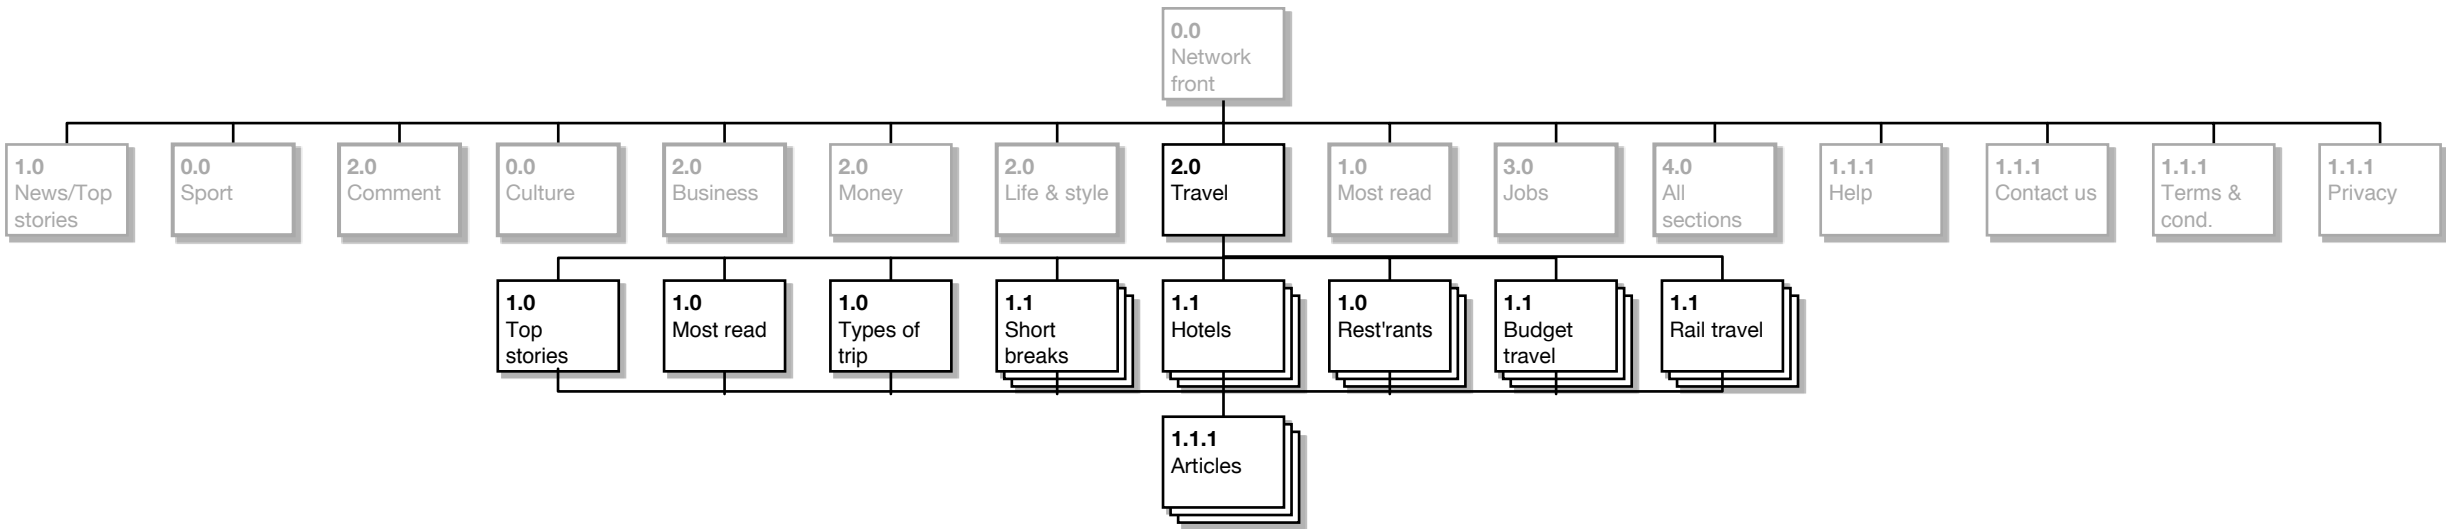 0.0
Network
front
1.0
News/Top
stories
0.0
Sport
2.0
Comment
0.0
Culture
2.0
Business
2.0
Money
2.0
Life & style
2.0
Travel
1.0
Most read
3.0
Jobs
4.0
All
sections
1.1.1
Help
1.1.1
Contact us
1.1.1
Terms &
cond.
1.1.1
Privacy
1.0
Top
stories
1.0
Most read
1.0
Types of
trip
1.1
Short
breaks
1.1
Hotels
1.0
Rest'rants
1.1
Budget
travel
1.1
Rail travel
1.1.1
Articles